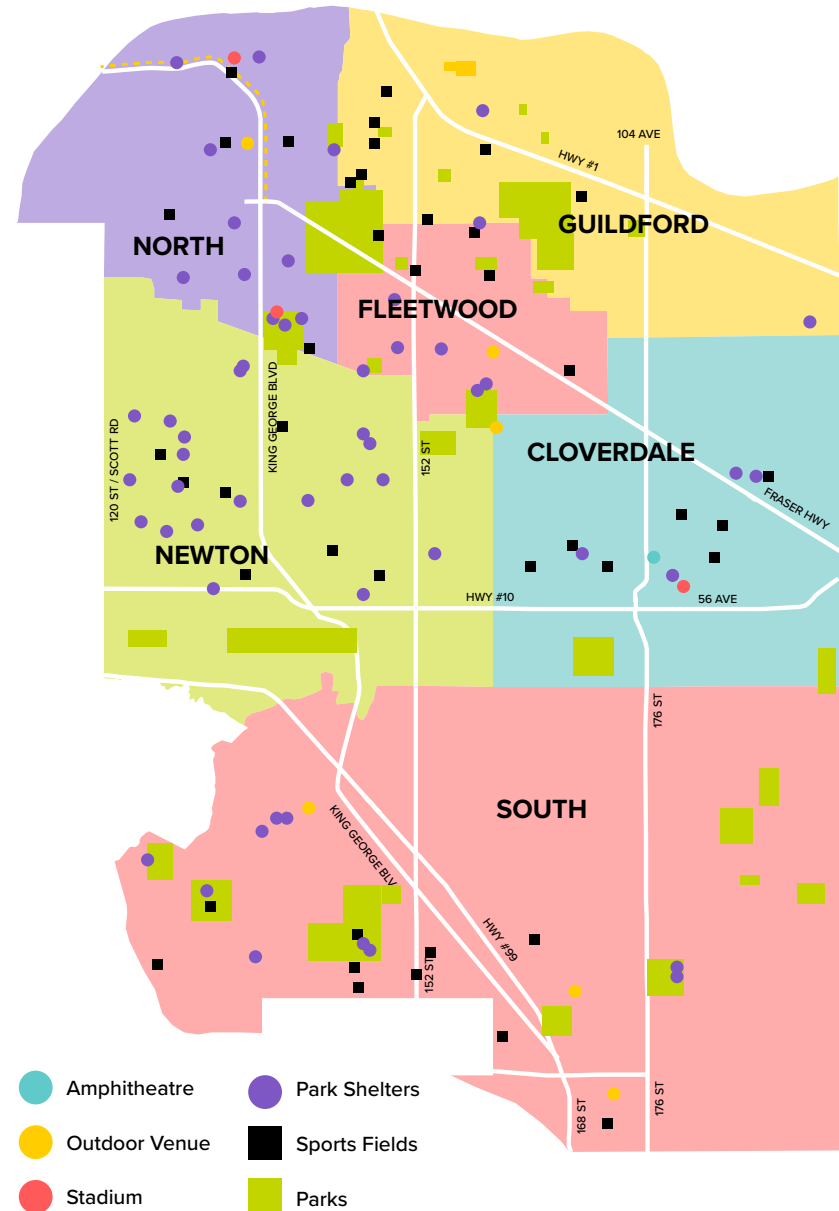 104 AVE
HWY #1
GUILDFORD
NORTH
FLEETWOOD
KING GEORGE BLVD
120 ST / SCOTT RD
152 ST
CLOVERDALE
FRASER HWY
NEWTON
HWY #10
56 AVE
176 ST
SOUTH
KING GEORGE BLV
HWY #99
152 ST
168 ST
176 ST
Amphitheatre
Park Shelters
Outdoor Venue
Sports Fields
Stadium
Parks